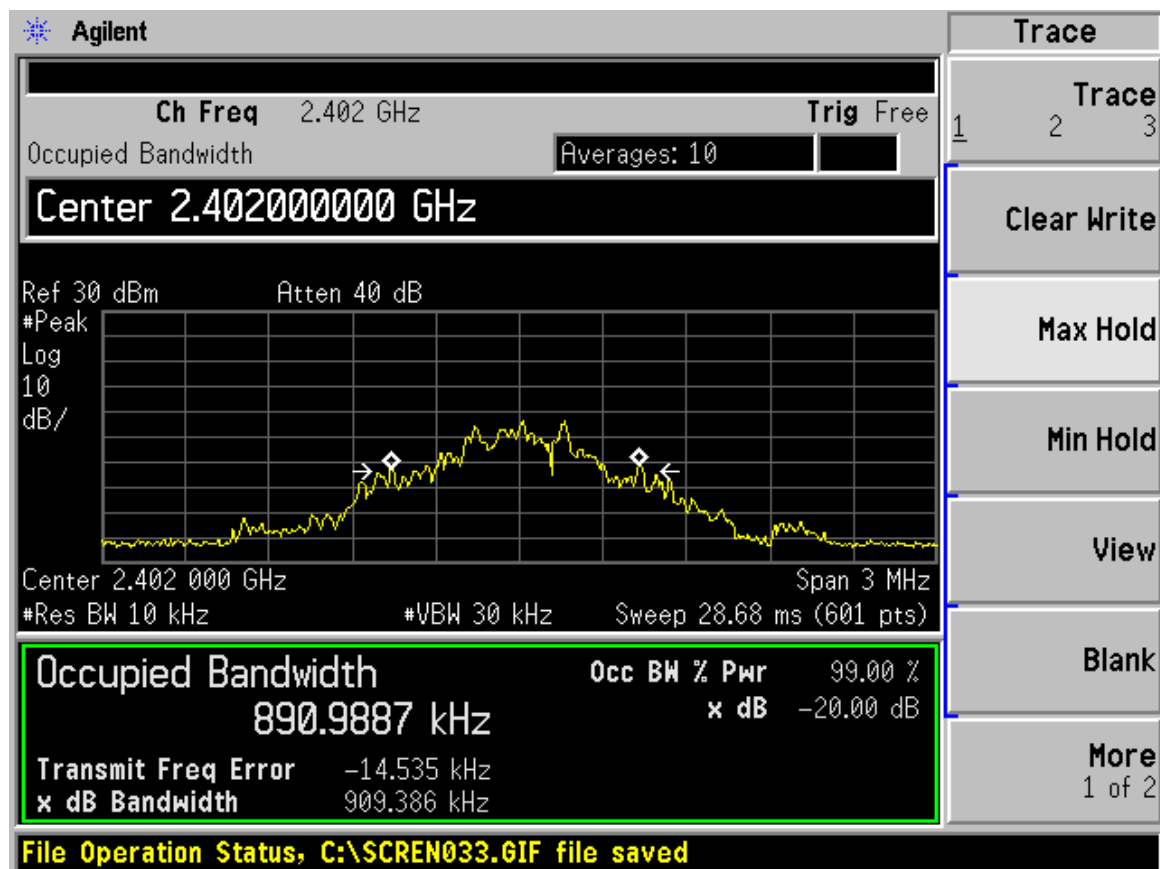 Agilent
Trace
Ch Freq 2.402 GHz Trig Free
Occupied Bandwidth Averages: 10
Center 2.402000000 GHz
Ref 30 dBm Atten 40 dB
#Peak
Log
10
dB/
Center 2.402 000 GHz Span 3 MHz
#Res BW 10 kHz #VBW 30 kHz Sweep 28.68 ms (601 pts)
Occupied Bandwidth
890.9887 kHz
Occ BW % Pwr 99.00 %
x dB -20.00 dB
Transmit Freq Error -14.535 kHz
x dB Bandwidth 909.386 kHz
Trace
1 2 3
Clear Write
Max Hold
Min Hold
View
Blank
More
1 of 2
File Operation Status, C:\SCREN033.GIF file saved